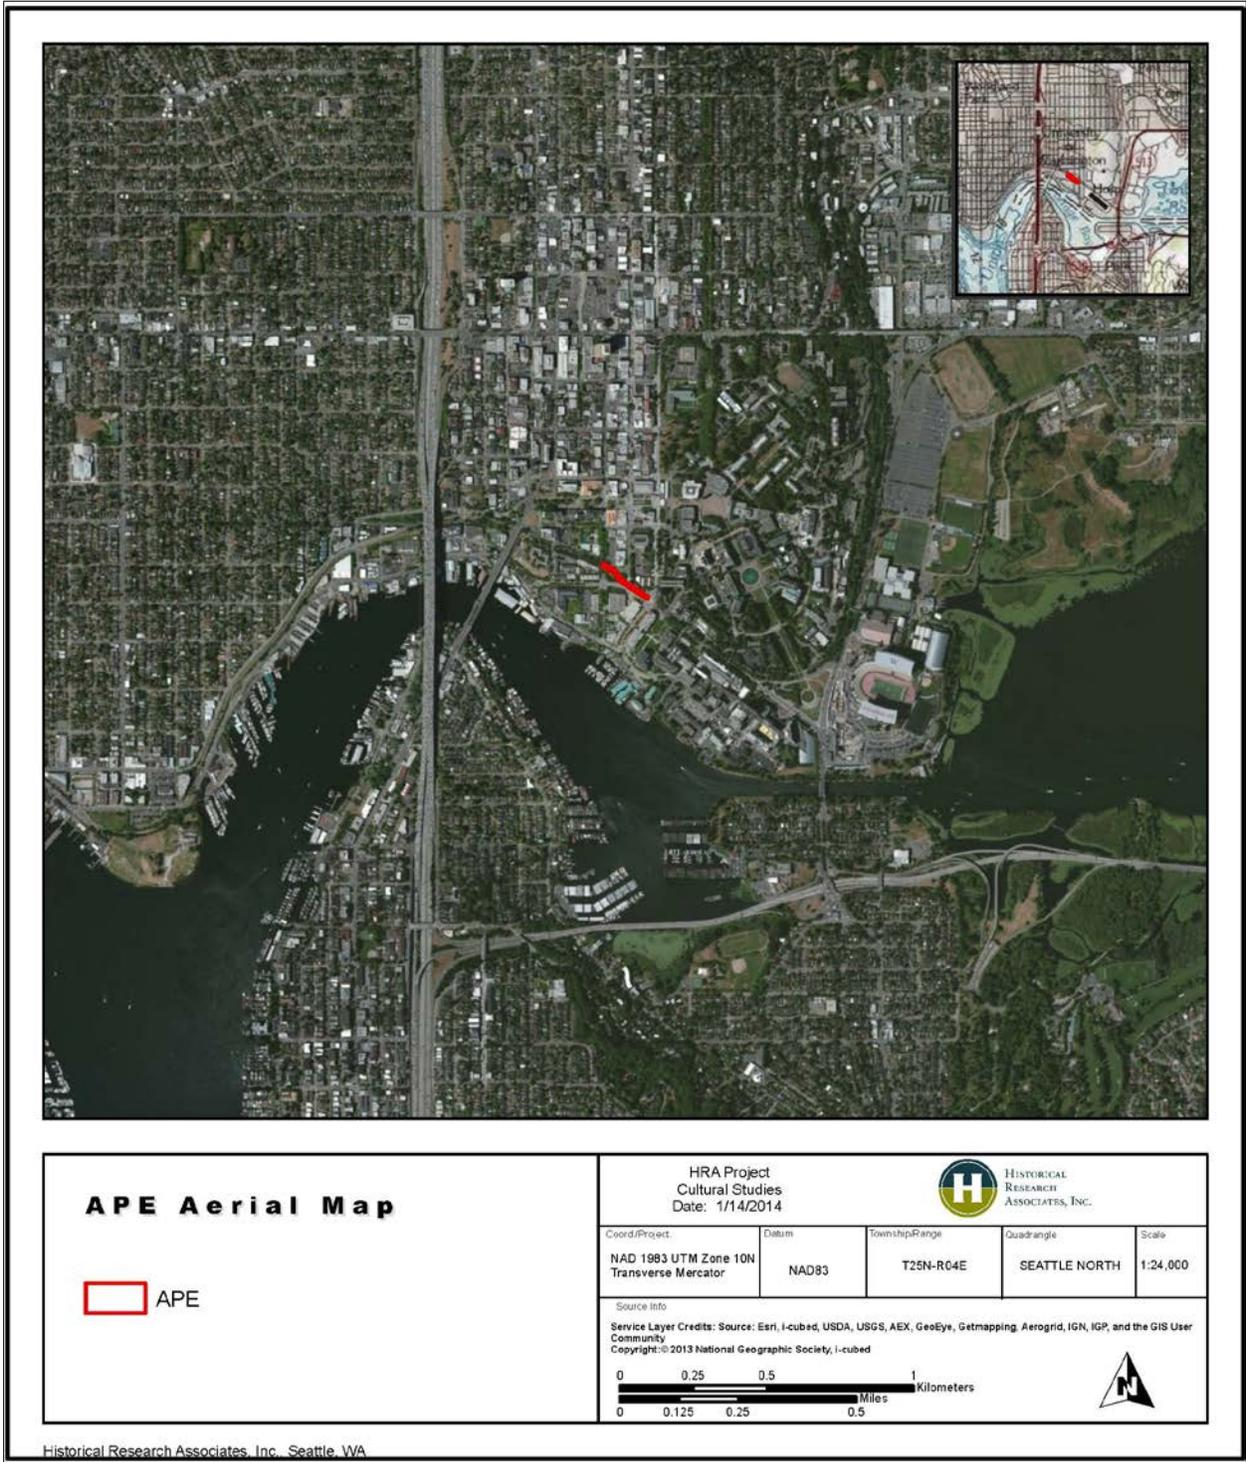 University
Washington
513
APE Aerial Map
APE
HRA Project
Cultural Studies
Date: 1/14/2014
H
HISTORICAL
RESEARCH
ASSOCIATES, INC.
Coord./Project.
NAD 1983 UTM Zone 10N
Transverse Mercator
Datum
NAD83
Township/Range
T25N-R04E
Quadrangle
SEATTLE NORTH
Scale
1:24,000
Source Info
Service Layer Credits: Source: Esri, i-cubed, USDA, USGS, AEX, GeoEye, Getmapping, Aerogrid, IGN, IGP, and the GIS User
Community
Copyright:© 2013 National Geographic Society, i-cubed
0 0.25 0.5 1
Kilometers
Miles
0 0.125 0.25 0.5
N
Historical Research Associates, Inc., Seattle, WA